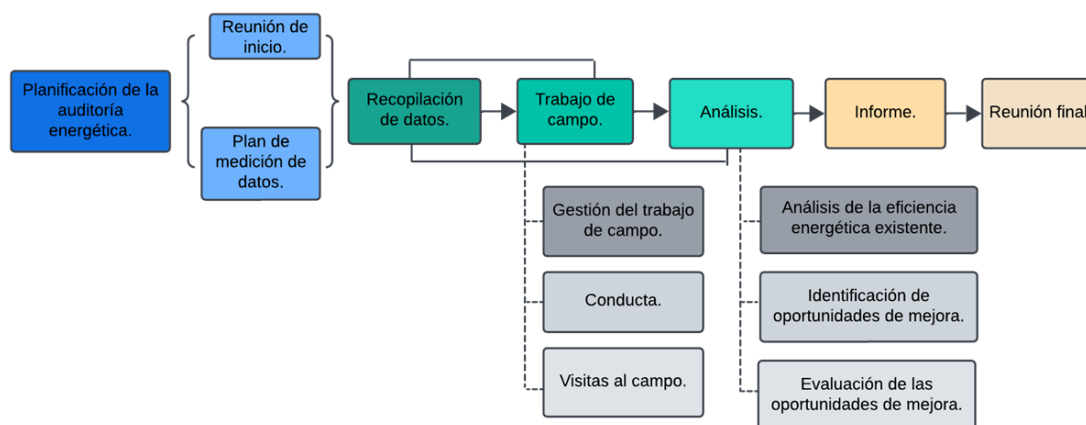 Planificación de la
auditoría
energética.
Reunión de
inicio.
Plan de
medición de
datos.
Recopilación
de datos.
Trabajo de
campo.
Análisis.
Informe.
Reunión final
Gestión del trabajo
de campo.
Conducta.
Visitas al campo.
Análisis de la eficiencia
energética existente.
Identificación de
oportunidades de mejora.
Evaluación de las
oportunidades de mejora.